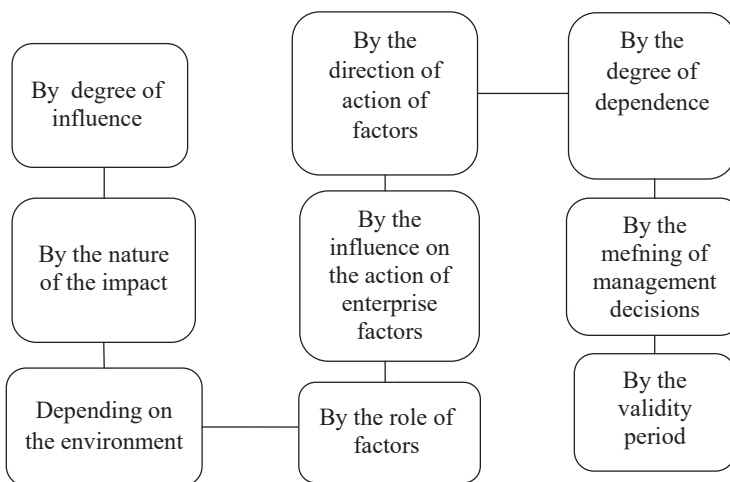 By degree of
influence
By the nature
of the impact
Depending on
the environment
By the role of
factors
By the
influence on
the action of
enterprise
factors
By the
direction of
action of
factors
By the
degree of
dependence
By the
mefning of
management
decisions
By the
validity
period